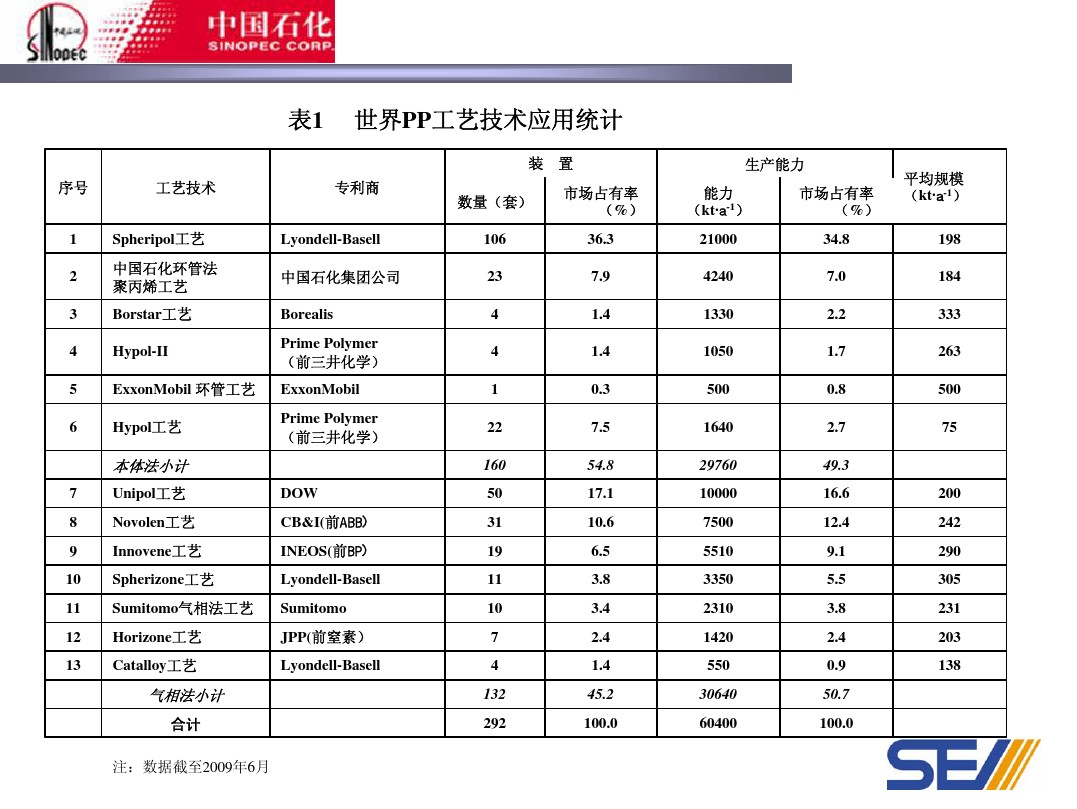 SINOPEC
中国石化
SINOPEC CORP.
表1 世界PP工艺技术应用统计
序号 工艺技术 专利商 装 置 生产能力 平均规模（kt·a-1）
数量（套） 市场占有率（%） 能力（kt·a-1） 市场占有率（%）
1 Spheripol工艺 Lyondell-Basell 106 36.3 21000 34.8 198
2 中国石化环管法聚丙烯工艺 中国石化集团公司 23 7.9 4240 7.0 184
3 Borstar工艺 Borealis 4 1.4 1330 2.2 333
4 Hypol-II Prime Polymer（前三井化学） 4 1.4 1050 1.7 263
5 ExxonMobil 环管工艺 ExxonMobil 1 0.3 500 0.8 500
6 Hypol工艺 Prime Polymer（前三井化学） 22 7.5 1640 2.7 75
本体法小计 160 54.8 29760 49.3
7 Unipol工艺 DOW 50 17.1 10000 16.6 200
8 Novolen工艺 CB&I(前ABB) 31 10.6 7500 12.4 242
9 Innovene工艺 INEOS(前BP) 19 6.5 5510 9.1 290
10 Spherizone工艺 Lyondell-Basell 11 3.8 3350 5.5 305
11 Sumitomo气相法工艺 Sumitomo 10 3.4 2310 3.8 231
12 Horizone工艺 JPP(前窒素） 7 2.4 1420 2.4 203
13 Catalloy工艺 Lyondell-Basell 4 1.4 550 0.9 138
气相法小计 132 45.2 30640 50.7
合计 292 100.0 60400 100.0
注：数据截至2009年6月
SEI